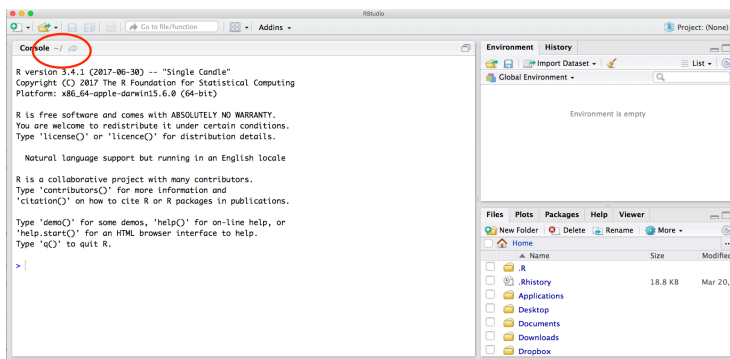 RStudio
Go to file/function
Addins
Project: (None)
Console ~/
R version 3.4.1 (2017-06-30) -- "Single Candle"
Copyright (C) 2017 The R Foundation for Statistical Computing
Platform: x86_64-apple-darwin15.6.0 (64-bit)
R is free software and comes with ABSOLUTELY NO WARRANTY.
You are welcome to redistribute it under certain conditions.
Type 'license()' or 'licence()' for distribution details.
Natural language support but running in an English locale
R is a collaborative project with many contributors.
Type 'contributors()' for more information and
'citation()' on how to cite R or R packages in publications.
Type 'demo()' for some demos, 'help()' for on-line help, or
'help.start()' for an HTML browser interface to help.
Type 'q()' to quit R.
>
Environment History
Import Dataset List
Global Environment
Environment is empty
Files Plots Packages Help Viewer
New Folder Delete Rename More
Home
Name Size Modified
.R
.Rhistory 18.8 KB Mar 20,
Applications
Desktop
Documents
Downloads
Dropbox